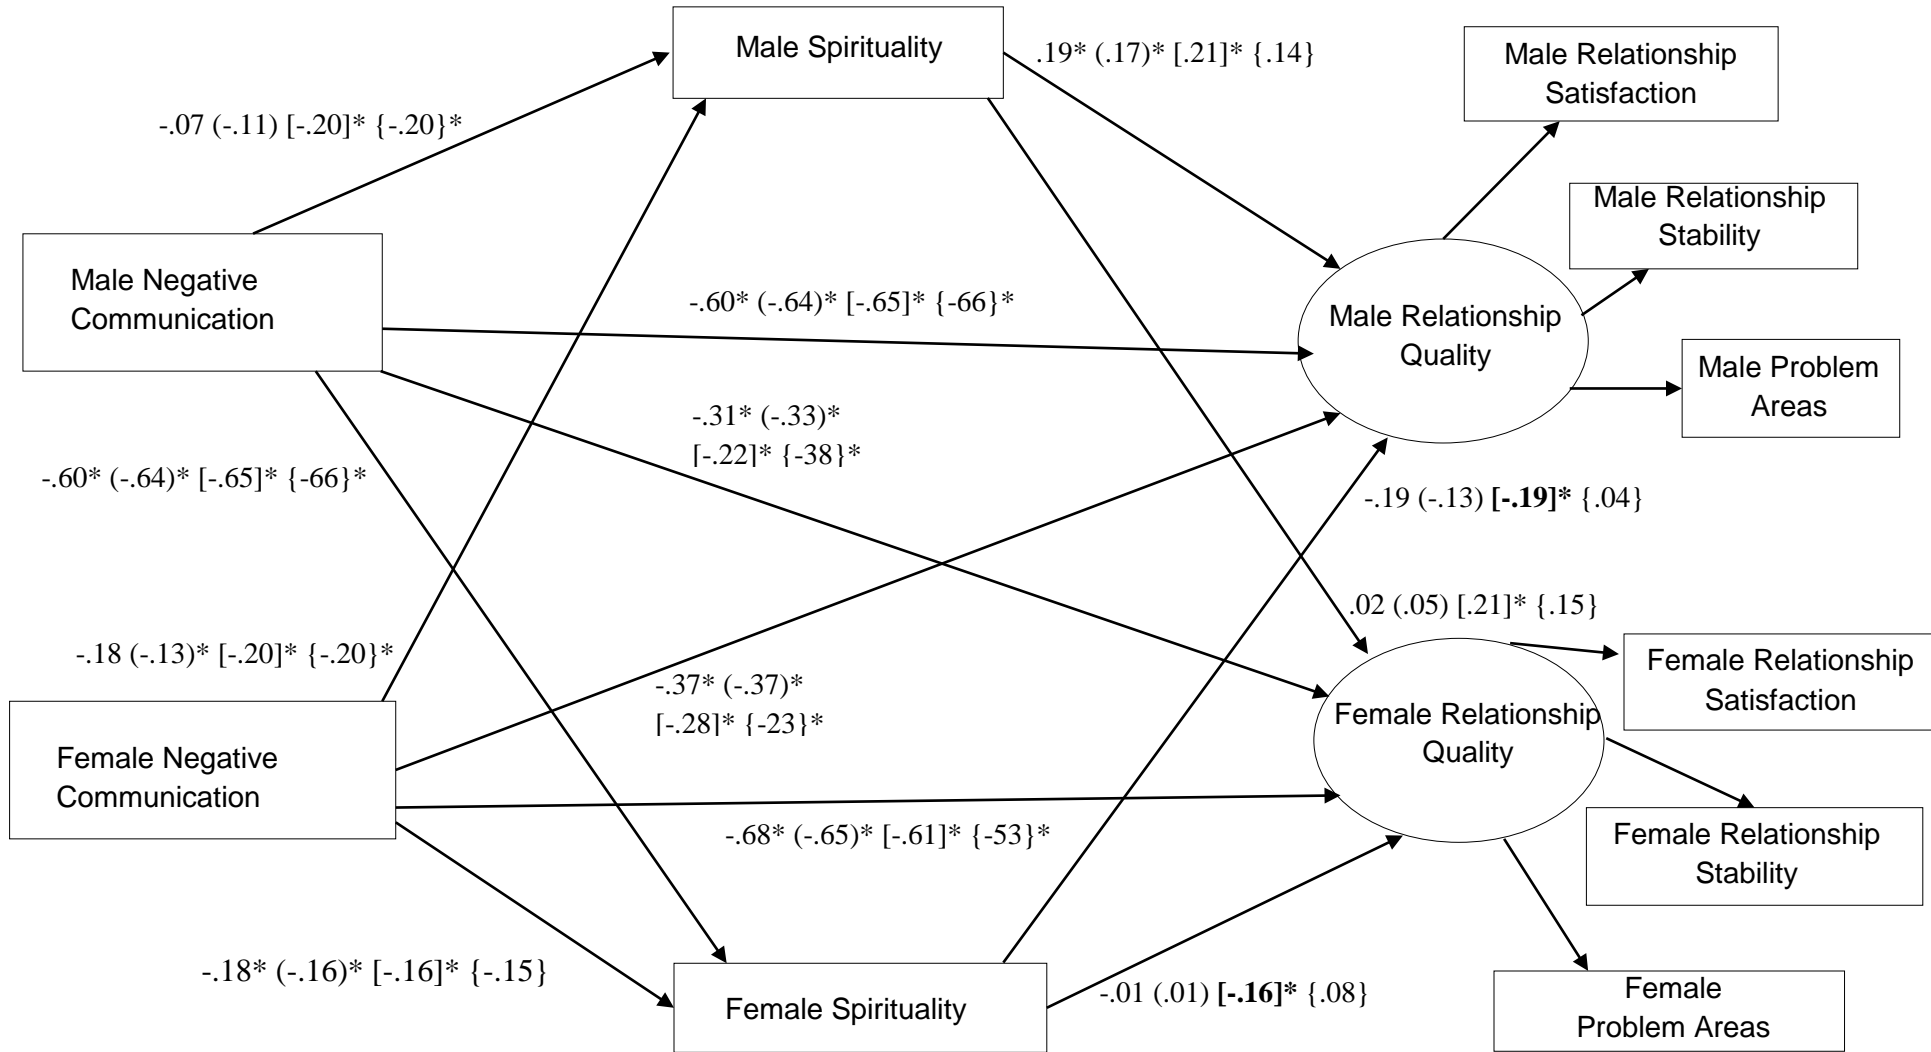 Male Spirituality
.19* (.17)* [.21]* {.14}
Male Relationship
Satisfaction
-.07 (-.11) [-.20]* {-.20}*
Male Relationship
Stability
Male Negative
Communication
-.60* (-.64)* [-.65]* {-66}*
Male Relationship
Quality
Male Problem
Areas
-.31* (-.33)*
[-.22]* {-38}*
-.60* (-.64)* [-.65]* {-66}*
-.19 (-.13) [-.19]* {.04}
.02 (.05) [.21]* {.15}
-.18 (-.13)* [-.20]* {-.20}*
Female Relationship
Satisfaction
-.37* (-.37)*
[-.28]* {-23}*
Female Relationship
Quality
Female Negative
Communication
-.68* (-.65)* [-.61]* {-53}*
Female Relationship
Stability
-.18* (-.16)* [-.16]* {-.15}
Female Spirituality
-.01 (.01) [-.16]* {.08}
Female
Problem Areas